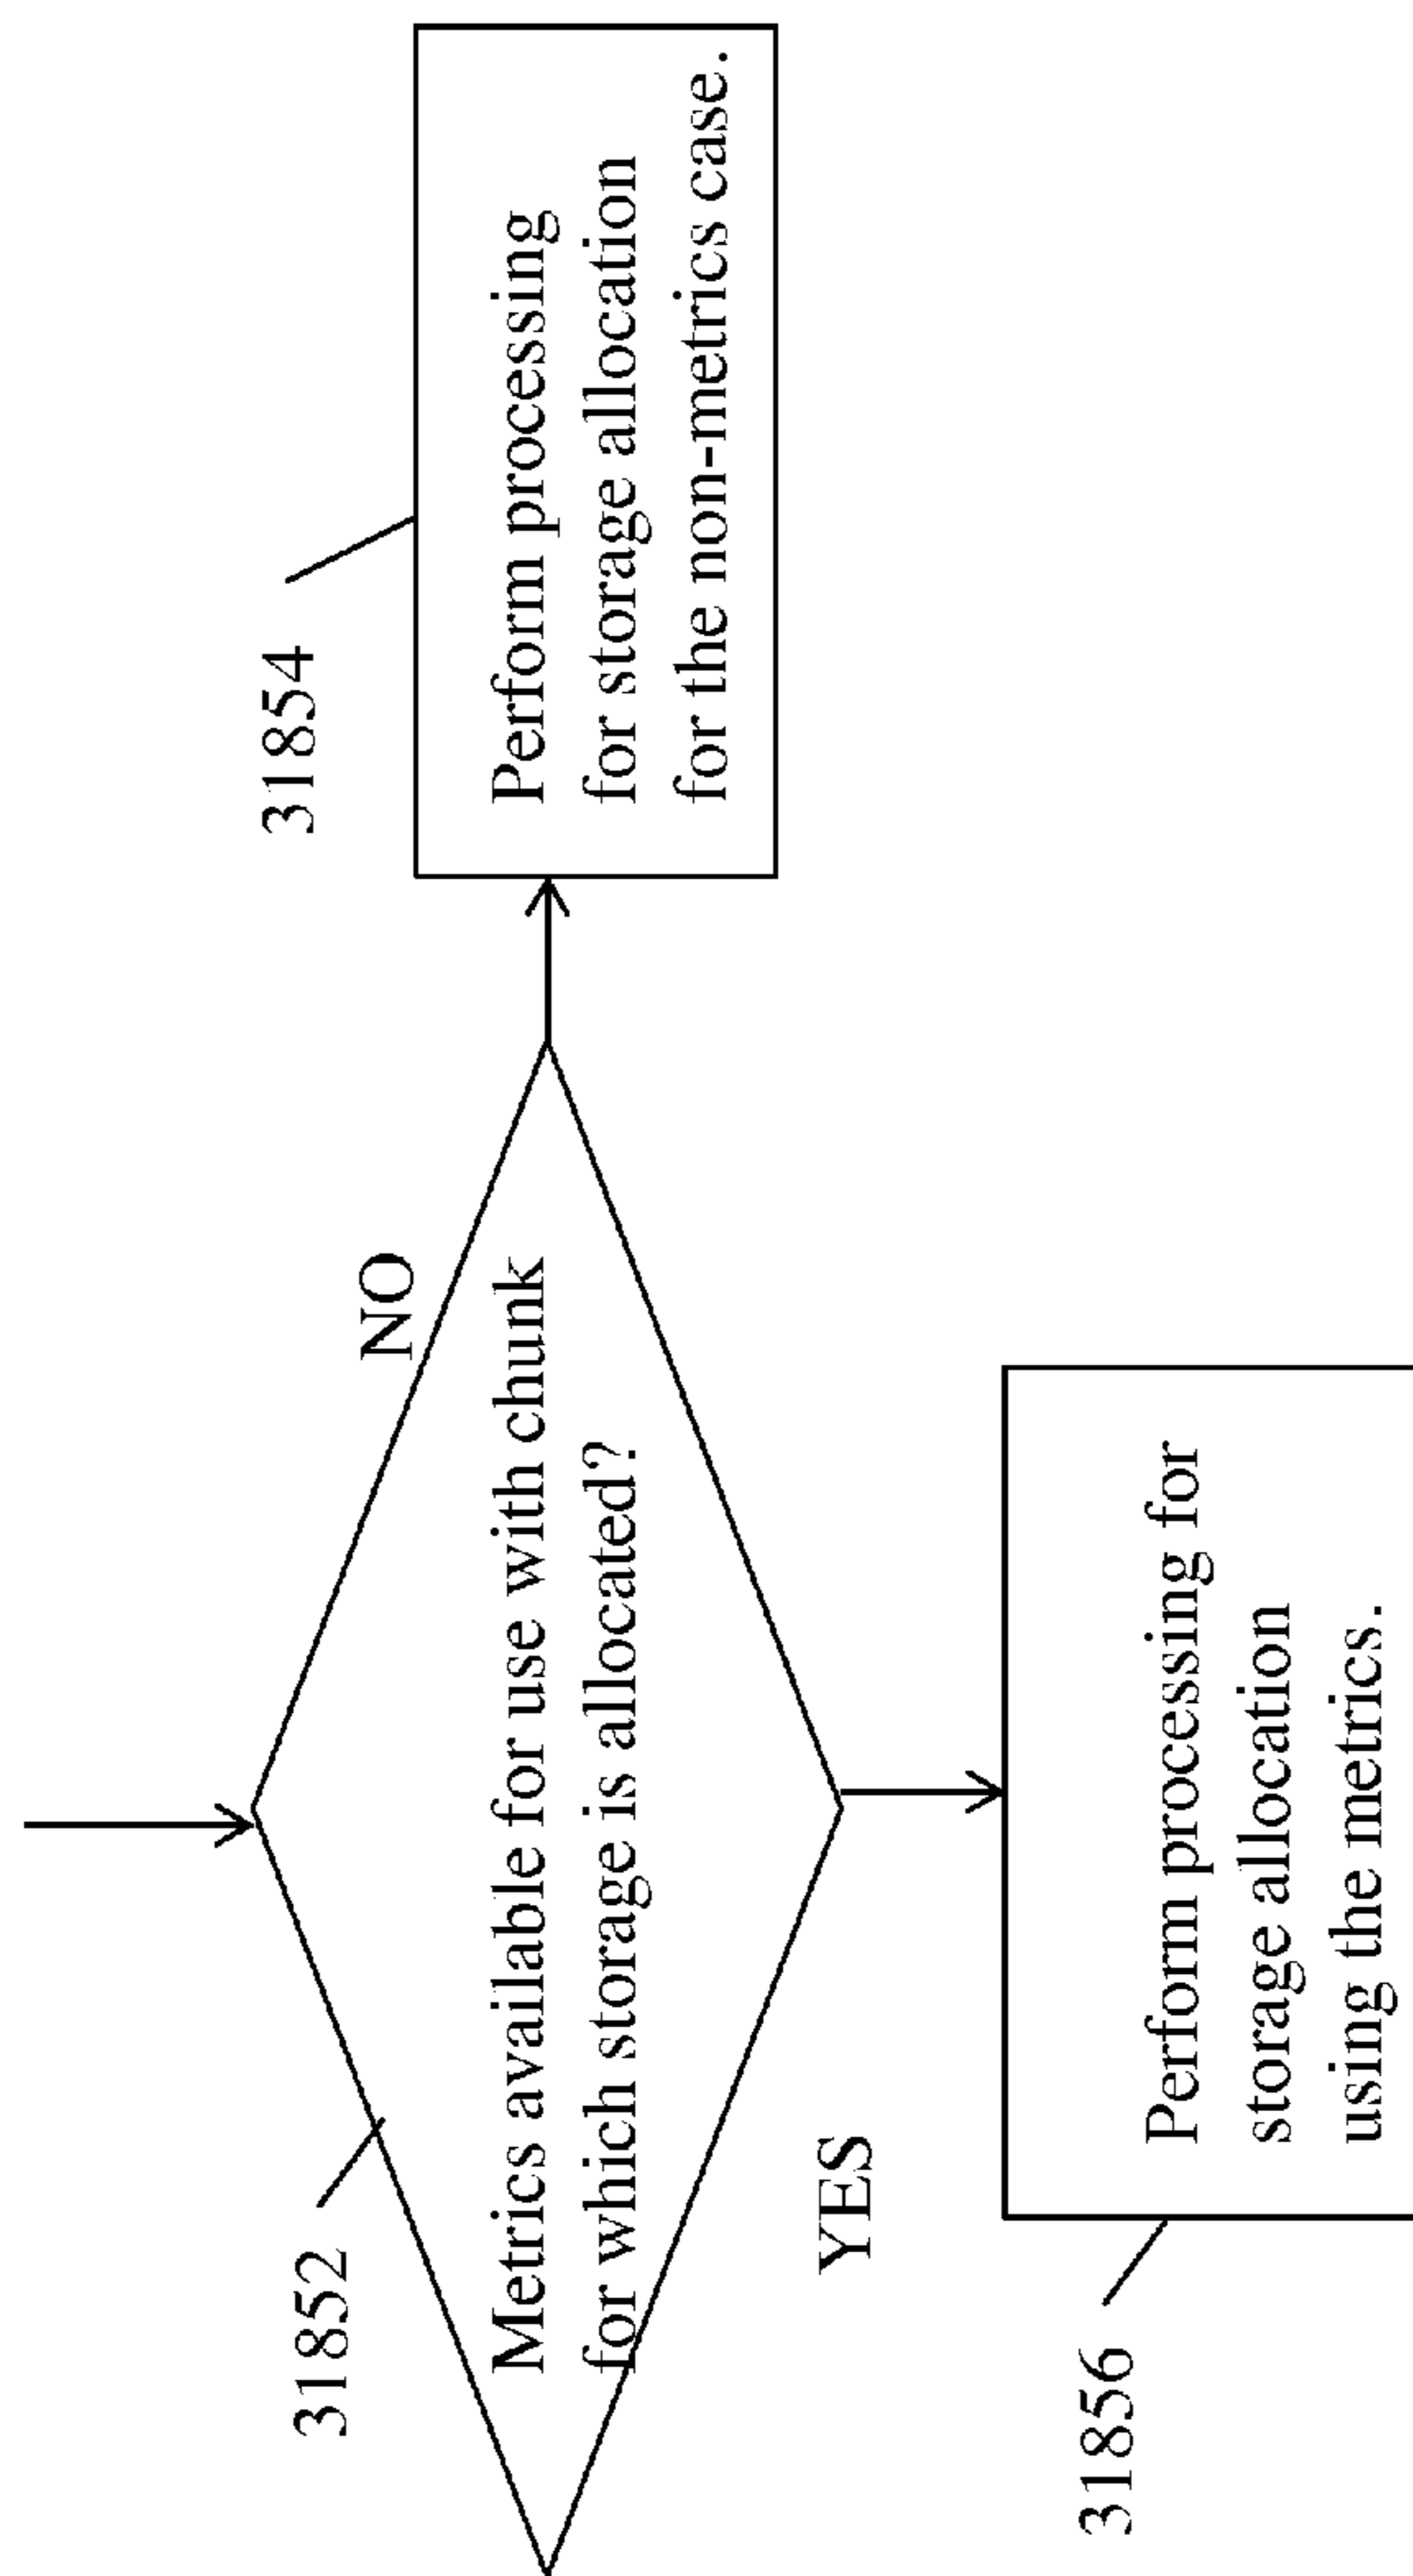 31852
Metrics available for use with chunk
for which storage is allocated?
NO
31854
Perform processing
for storage allocation
for the non-metrics case.
YES
31856
Perform processing for
storage allocation
using the metrics.